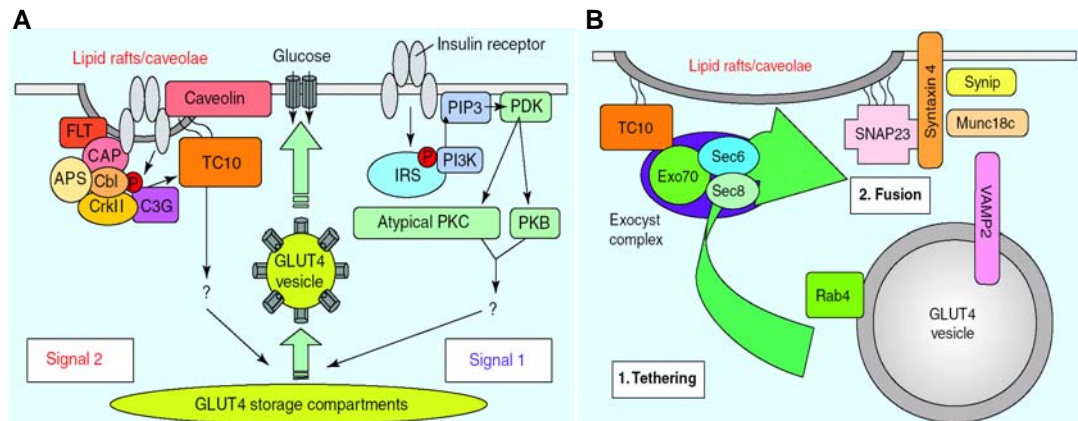 A
Lipid rafts/caveolae
Glucose
Insulin receptor
Caveolin
PIP3
PDK
FLT
CAP
TC10
APS
Cbl
P
CrkII
C3G
P
PI3K
IRS
Atypical PKC
PKB
GLUT4
vesicle
?
?
Signal 2
Signal 1
GLUT4 storage compartments
B
Lipid rafts/caveolae
Syntaxin 4
Synip
Munc18c
TC10
SNAP23
Sec6
Exo70
Sec8
Exocyst
complex
2. Fusion
VAMP2
Rab4
GLUT4
vesicle
1. Tethering